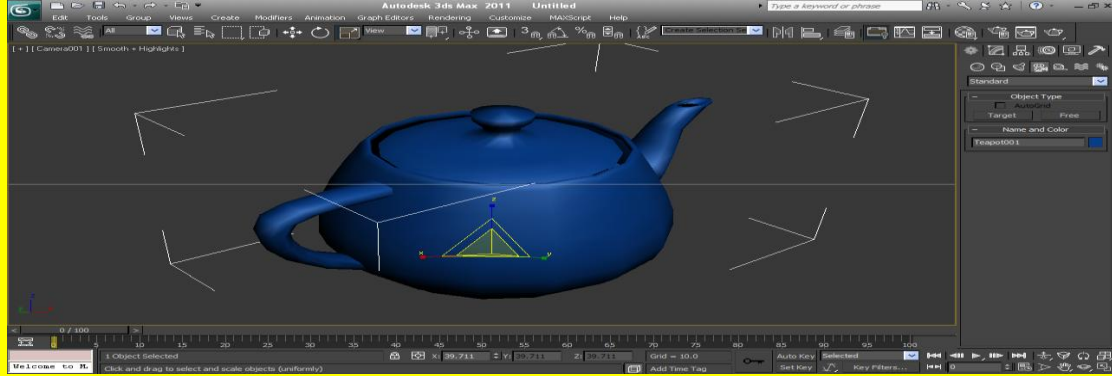 Autodesk 3ds Max 2011 Untitled
Type a keyword or phrase
Edit Tools Group Views Create Modifiers Animation Graph Editors Rendering Customize MAXScript Help
All View Create Selection Se
[ + ] [ Camera001 ] [ Smooth + Highlights ]
Standard
Object Type
AutoGrid
Target Free
Name and Color
Teapot001
z
x y
0 / 100
0 5 10 15 20 25 30 35 40 45 50 55 60 65 70 75 80 85 90 95 100
1 Object Selected X: 39.711 Y: 39.711 Z: 39.711 Grid = 10.0 Auto Key Selected
Welcome to M. Click and drag to select and scale objects (uniformly) Add Time Tag Set Key Key Filters... 0